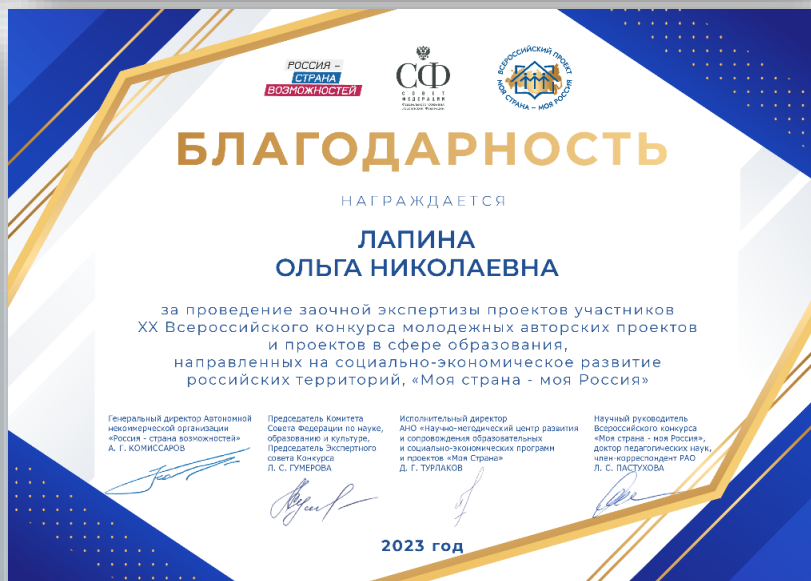 РОССИЯ –
СТРАНА
ВОЗМОЖНОСТЕЙ
СФ
СОВЕТ
ФЕДЕРАЦИИ
ВСЕРОССИЙСКИЙ ПРОЕКТ
МОЯ СТРАНА – МОЯ РОССИЯ
БЛАГОДАРНОСТЬ
НАГРАЖДАЕТСЯ
ЛАПИНА
ОЛЬГА НИКОЛАЕВНА
за проведение заочной экспертизы проектов участников
XX Всероссийского конкурса молодежных авторских проектов
и проектов в сфере образования,
направленных на социально-экономическое развитие
российских территорий, «Моя страна - моя Россия»
Генеральный директор Автономной
некоммерческой организации
«Россия - страна возможностей»
А. Г. КОМИССАРОВ
Председатель Комитета
Совета Федерации по науке,
образованию и культуре,
Председатель Экспертного
совета Конкурса
Л. С. ГУМЕРОВА
Исполнительный директор
АНО «Научно-методический центр развития
и сопровождения образовательных
и социально-экономических программ
и проектов «Моя Страна»
Д. Г. ТУРЛАКОВ
Научный руководитель
Всероссийского конкурса
«Моя страна - моя Россия»,
доктор педагогических наук,
член-корреспондент РАО
Л. С. ПАСТУХОВА
2023 год